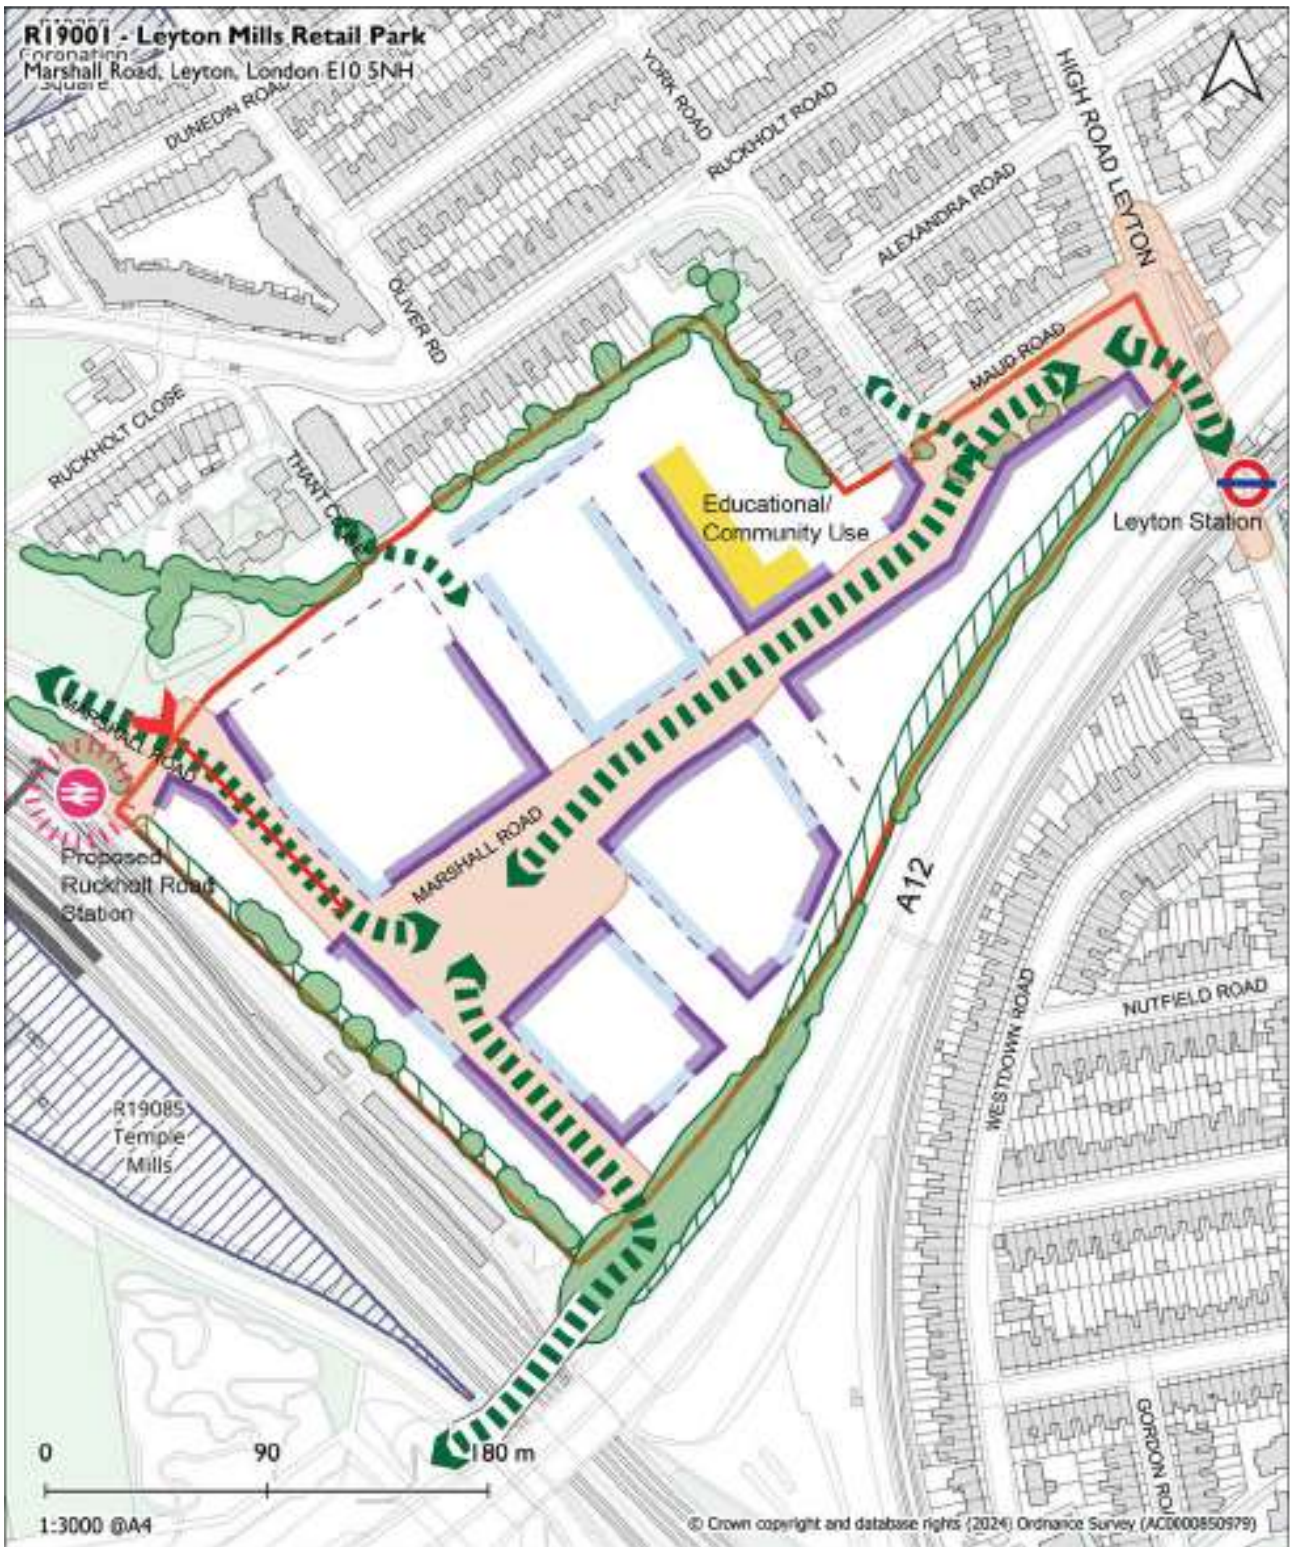 R19001 - Leyton Mills Retail Park
Coronation
Square
Marshall Road, Leyton, London E10 5NH
DUNEDIN ROAD
YORK ROAD
RUCKHOLT ROAD
HIGH ROAD LEYTON
ALEXANDRA ROAD
OLIVER RD
MAUD ROAD
RUCKHOLT CLOSE
Educational/
Community Use
Leyton Station
MARSHALL ROAD
MARSHALL ROAD
Proposed
Ruckholt Road
Station
A12
NUTFIELD ROAD
WESTDOWN ROAD
R19085
Temple
Mills
GORDON
0 90 180 m
1:3000 @A4
© Crown copyright and database rights (2024) Ordnance Survey (AC0000850979)